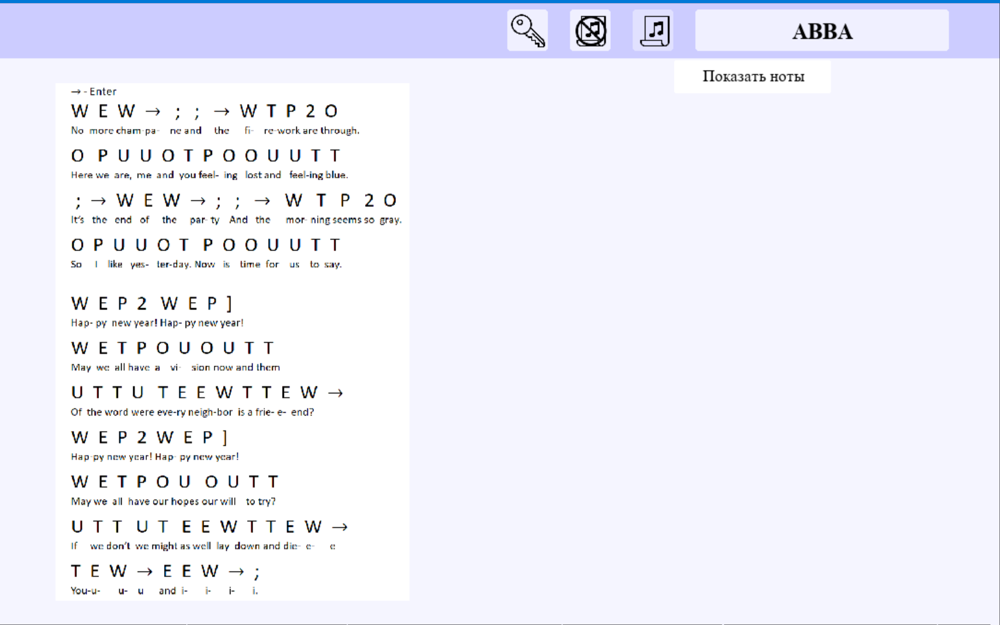 ABBA
Показать ноты
→ - Enter
W E W → ; ; → W T P 2 O
No more cham-pa- ne and the fi- re-work are through.
O P U U O T P O O U U T T
Here we are, me and you feel- ing lost and feel-ing blue.
; → W E W → ; ; → W T P 2 O
It's the end of the par- ty And the mor- ning seems so gray.
O P U U O T P O O U U T T
So I like yes- ter-day. Now is time for us to say.
W E P 2 W E P ]
Hap- py new year! Hap- py new year!
W E T P O U O U T T
May we all have a vi- sion now and them
U T T U T E E W T T E W →
Of the word were eve-ry neigh-bor is a frie- e- end?
W E P 2 W E P ]
Hap-py new year! Hap- py new year!
W E T P O U O U T T
May we all have our hopes our will to try?
U T T U T E E W T T E W →
If we don't we might as well lay down and die- e- e
T E W → E E W → ;
You-u- u- u and i- i- i- i.